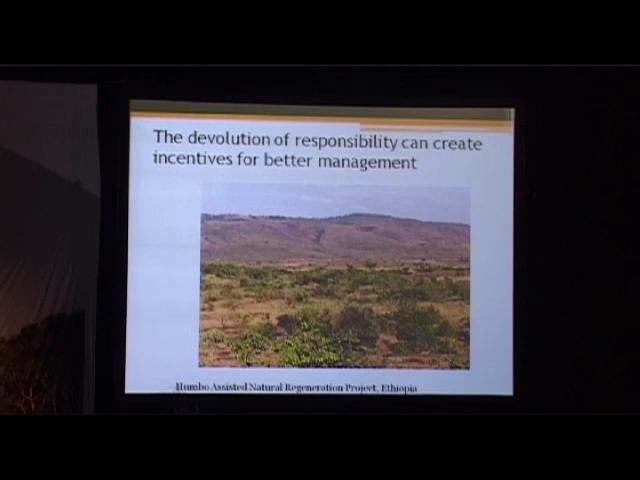 The devolution of responsibility can create
incentives for better management
Humbo Assisted Natural Regeneration Project, Ethiopia